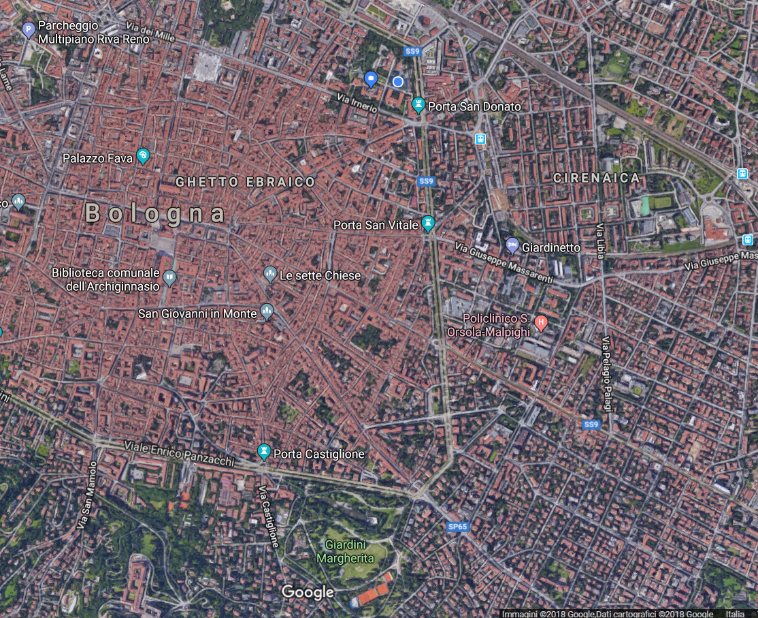 Parcheggio
Multipiano Riva Reno
Via dei Mille
SS9
Via Irnerio
Porta San Donato
Palazzo Fava
GHETTO EBRAICO
SS9
CIRENAICA
Bologna
Porta San Vitale
Via Giuseppe Massarenti
Giardinetto
Via Libia
Via Giuseppe Mass
Biblioteca comunale
dell'Archiginnasio
Le sette Chiese
San Giovanni in Monte
Policlinico S.
Orsola-Malpighi
H
Via Pelagio Palagi
SS9
Viale Enrico Panzacchi
Porta Castiglione
Via San Mamolo
Via Castiglione
SP65
Giardini
Margherita
Google
Immagini ©2018 Google,Dati cartografici ©2018 Google Italia